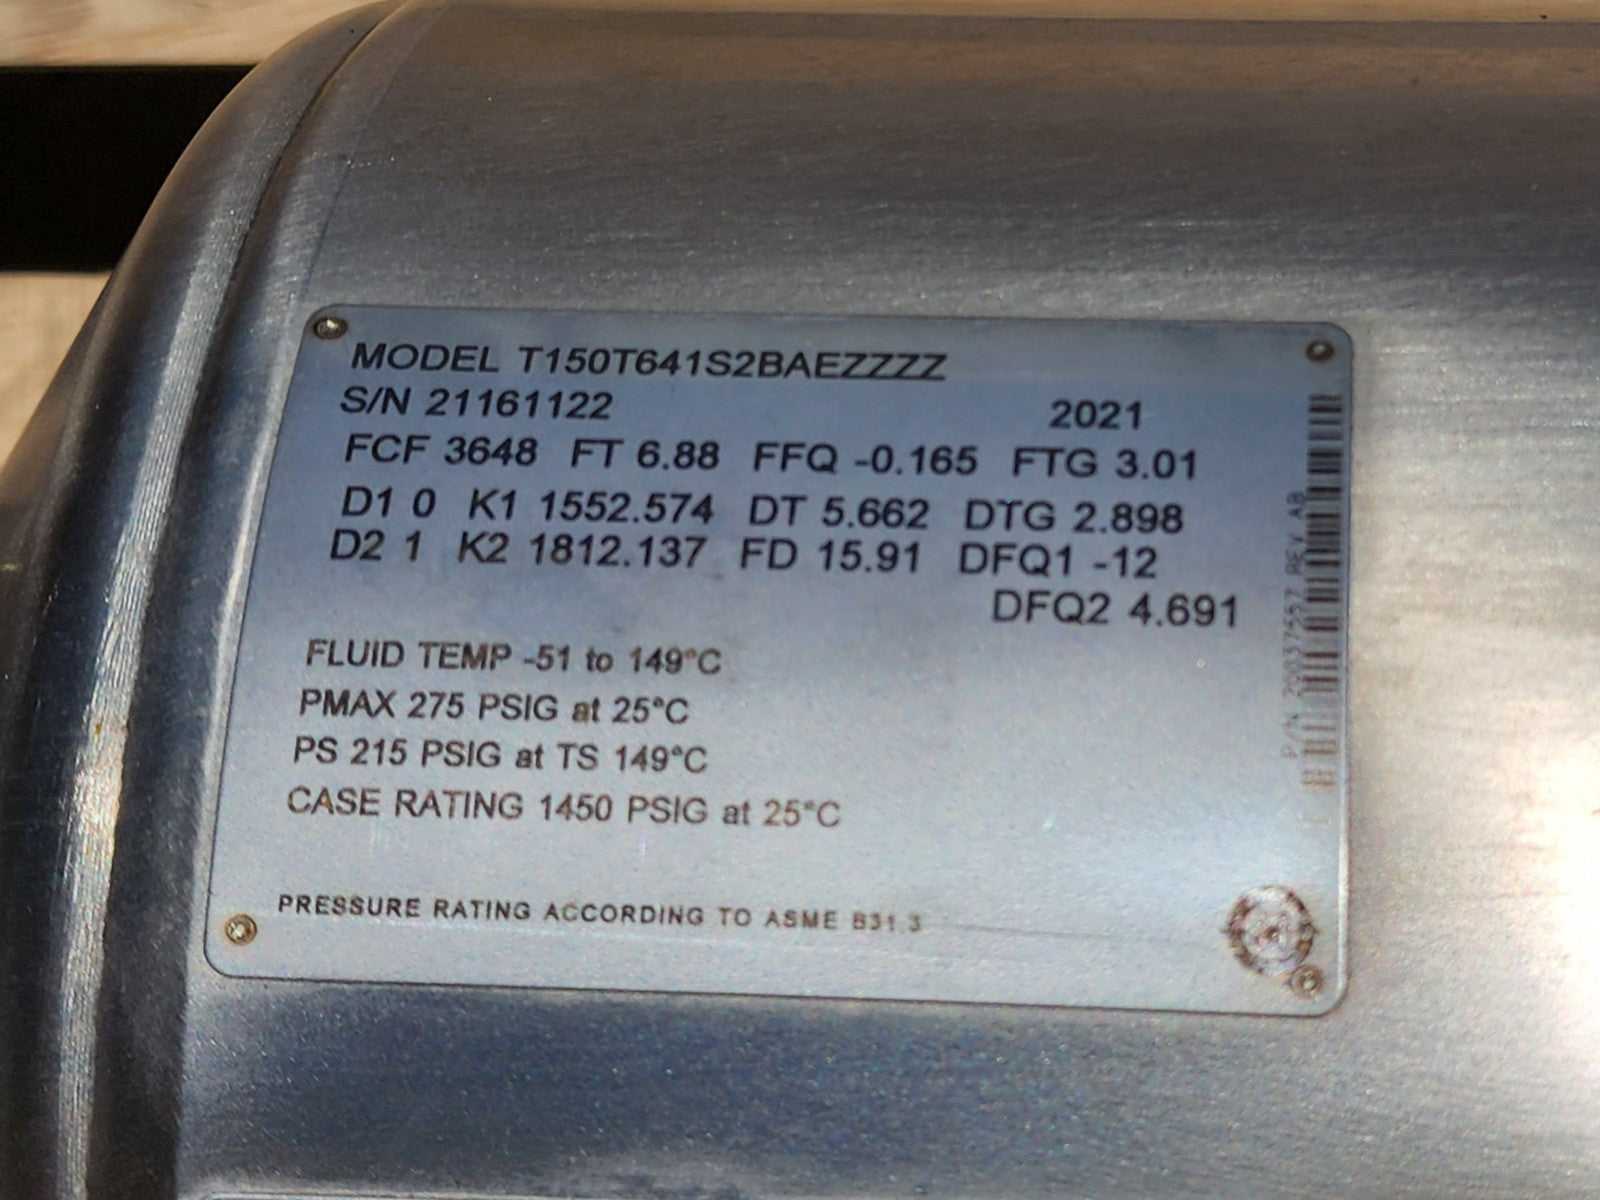 MODEL T150T641S2BAEZZZZ
S/N 21161122 2021
FCF 3648 FT 6.88 FFQ -0.165 FTG 3.01
D1 0 K1 1552.574 DT 5.662 DTG 2.898
D2 1 K2 1812.137 FD 15.91 DFQ1 -12
DFQ2 4.691
FLUID TEMP -51 to 149°C
PMAX 275 PSIG at 25°C
PS 215 PSIG at TS 149°C
CASE RATING 1450 PSIG at 25°C
PRESSURE RATING ACCORDING TO ASME B31.3
P/N 20037557 REV AB